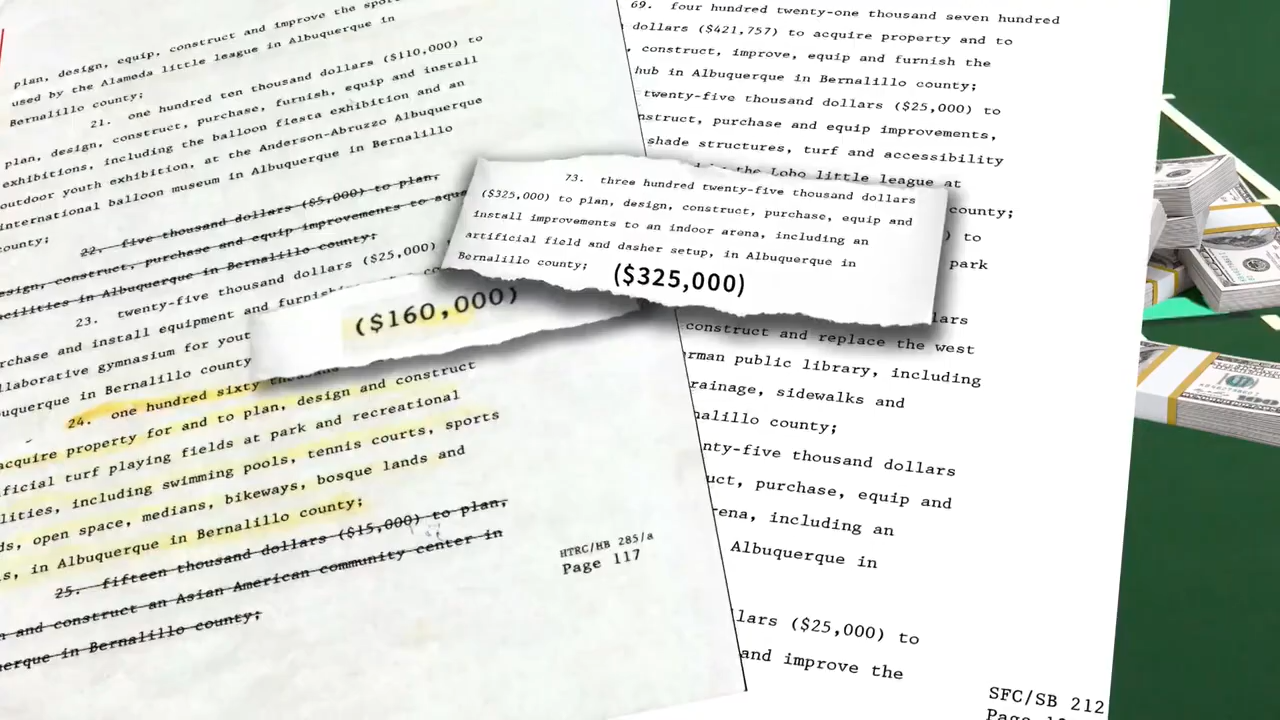 plan, design, equip, construct and improve the
used by the Alameda little league in Albuquerque in
Bernalillo county;
21. one hundred ten thousand dollars ($110,000) to
plan, design, construct, purchase, furnish, equip and install
exhibitions, including the balloon fiesta exhibition and an
outdoor youth exhibition, at the Anderson-Abruzzo Albuquerque
international balloon museum in Albuquerque in Bernalillo
county;
22. five thousand dollars ($5,000) to plan,
design, construct, purchase and equip improvements to
facilities in Albuquerque in Bernalillo county;
23. twenty-five thousand dollars ($25,000)
purchase and install equipment and
collaborative gymnasium for
Albuquerque in Bernalillo county
24. one hundred sixty
acquire property for and to plan, design and construct
artificial turf playing fields at park and recreational
facilities, including swimming pools, tennis courts, sports
open space, medians, bikeways, bosque lands and
in Albuquerque in Bernalillo county;
25. fifteen thousand dollars ($15,000) to plan,
and construct an Asian American community center in
Albuquerque in Bernalillo county;
HTRC/HB 285/a
Page 117
($160,000)
73. three hundred twenty-five thousand dollars
($325,000) to plan, design, construct, purchase, equip and
install improvements to an indoor arena, including an
artificial field and dasher setup, in Albuquerque in
Bernalillo county;
($325,000)
69. four hundred twenty-one thousand seven hundred
dollars ($421,757) to acquire property and to
, construct, improve, equip and furnish the
hub in Albuquerque in Bernalillo county;
twenty-five thousand dollars ($25,000) to
construct, purchase and equip improvements,
shade structures, turf and accessibility
the Lobo little league at
county;
) to
park
construct and replace the west
public library, including
drainage, sidewalks and
Bernalillo county;
twenty-five thousand dollars
construct, purchase, equip and
arena, including an
Albuquerque in
dollars ($25,000) to
and improve the
SFC/SB 212
Page